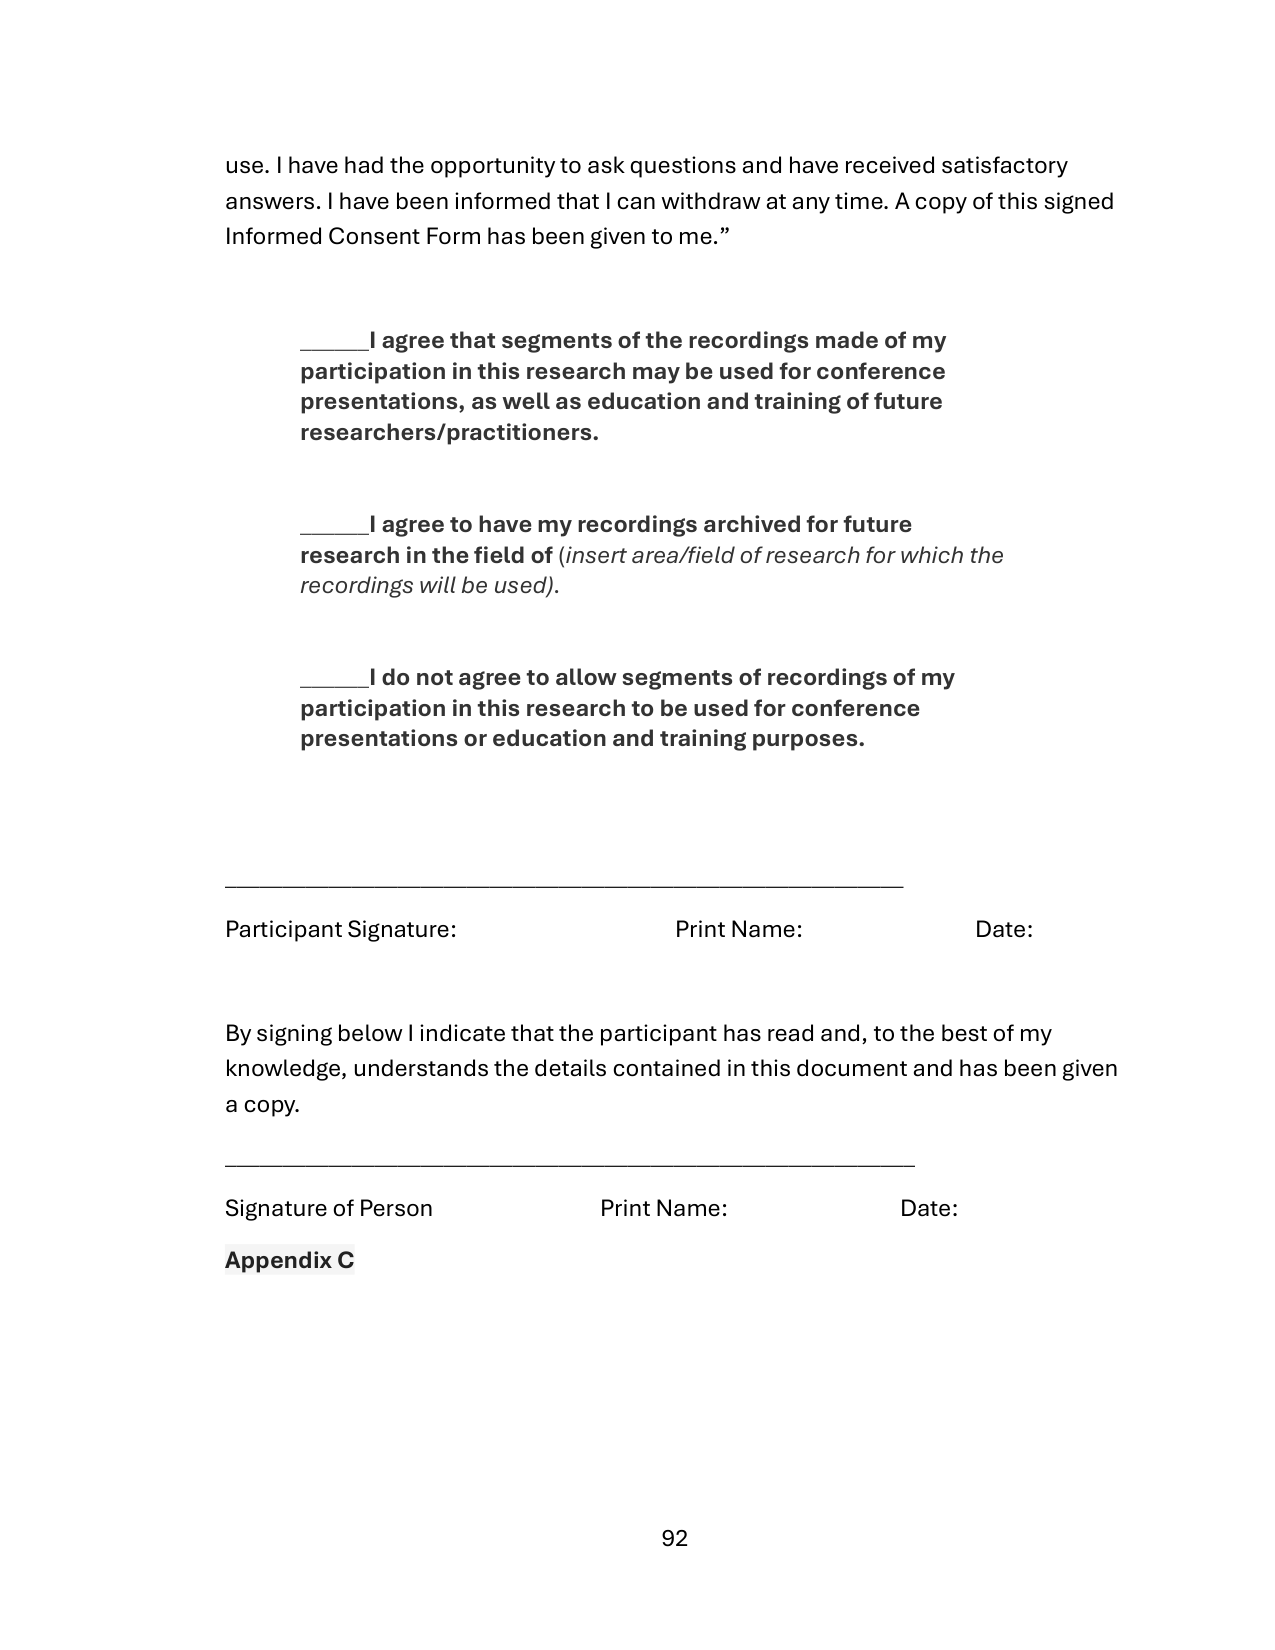 use. I have had the opportunity to ask questions and have received satisfactory
answers. I have been informed that I can withdraw at any time. A copy of this signed
Informed Consent Form has been given to me.”
______I agree that segments of the recordings made of my
participation in this research may be used for conference
presentations, as well as education and training of future
researchers/practitioners.
______I agree to have my recordings archived for future
research in the field of (insert area/field of research for which the
recordings will be used).
______I do not agree to allow segments of recordings of my
participation in this research to be used for conference
presentations or education and training purposes.
___________________________________________________________
Participant Signature: Print Name: Date:
By signing below I indicate that the participant has read and, to the best of my
knowledge, understands the details contained in this document and has been given
a copy.
____________________________________________________________
Signature of Person Print Name: Date:
Appendix C
92